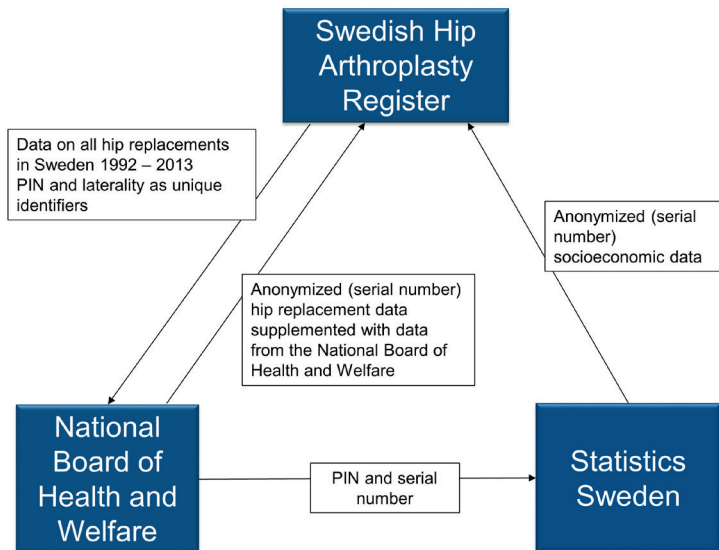 Swedish Hip
Arthroplasty
Register
Data on all hip replacements
in Sweden 1992 – 2013
PIN and laterality as unique
identifiers
Anonymized (serial
number)
socioeconomic data
Anonymized (serial number)
hip replacement data
supplemented with data
from the National Board of
Health and Welfare
National
Board of
Health and
Welfare
PIN and serial
number
Statistics
Sweden